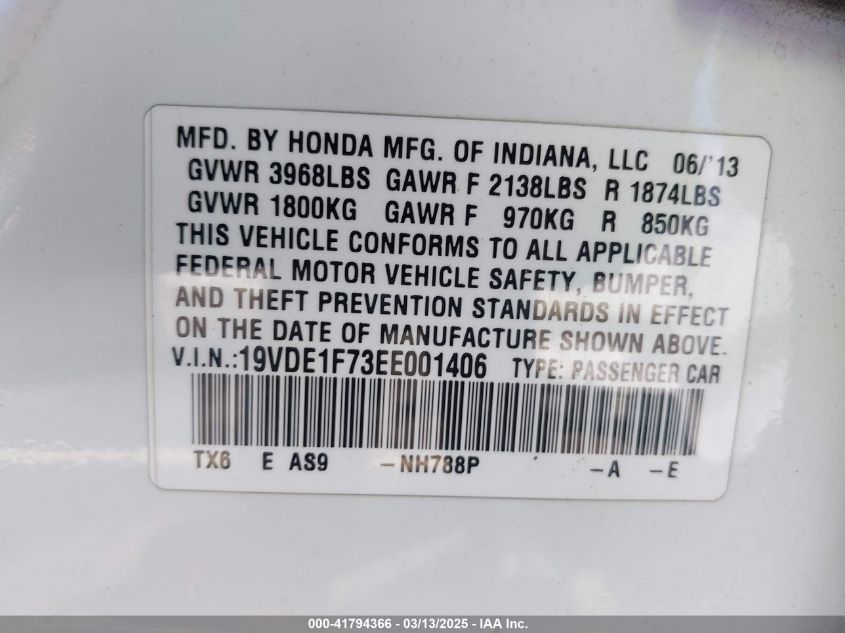 MFD. BY HONDA MFG. OF INDIANA, LLC 06/'13
GVWR 3968LBS GAWR F 2138LBS R 1874LBS
GVWR 1800KG GAWR F 970KG R 850KG
THIS VEHICLE CONFORMS TO ALL APPLICABLE
FEDERAL MOTOR VEHICLE SAFETY, BUMPER,
AND THEFT PREVENTION STANDARDS IN EFFECT
ON THE DATE OF MANUFACTURE SHOWN ABOVE.
V.I.N.:19VDE1F73EE001406 TYPE: PASSENGER CAR
TX6 E AS9 -NH788P -A -E
000-41794366 - 03/13/2025 - IAA Inc.